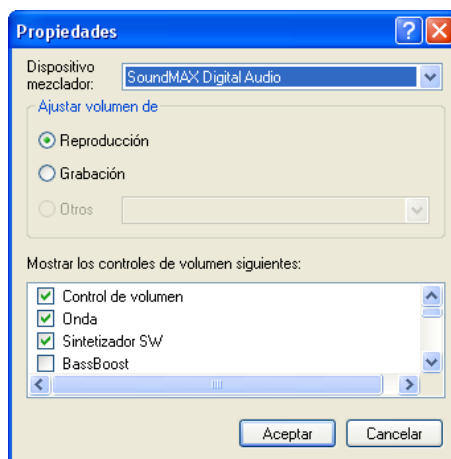 Propiedades
Dispositivo
mezclador:
SoundMAX Digital Audio
Ajustar volumen de
Reproducción
Grabación
Otros
Mostrar los controles de volumen siguientes:
Control de volumen
Onda
Sintetizador SW
BassBoost
Aceptar
Cancelar